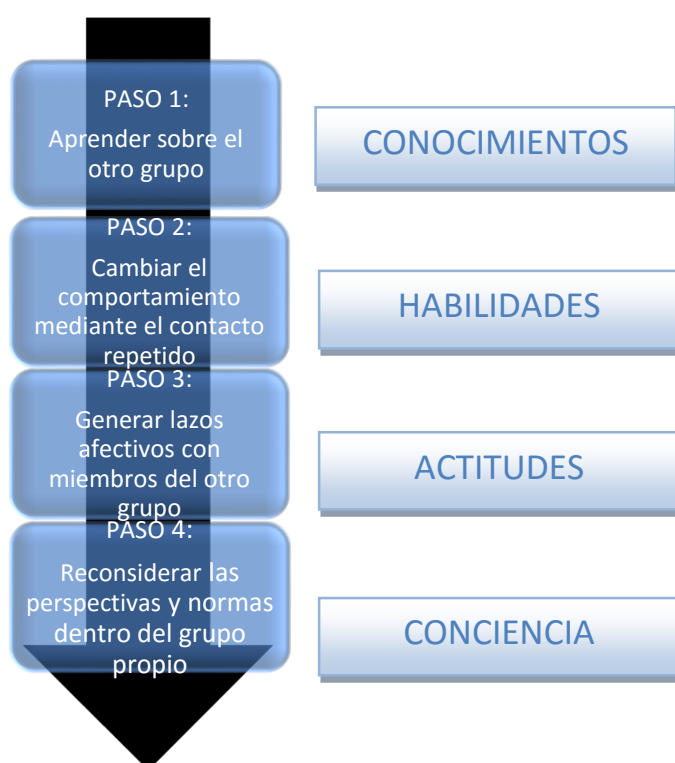 PASO 1:
Aprender sobre el
otro grupo
CONOCIMIENTOS
PASO 2:
Cambiar el
comportamiento
mediante el contacto
repetido
HABILIDADES
PASO 3:
Generar lazos
afectivos con
miembros del otro
grupo
ACTITUDES
PASO 4:
Reconsiderar las
perspectivas y normas
dentro del grupo
propio
CONCIENCIA